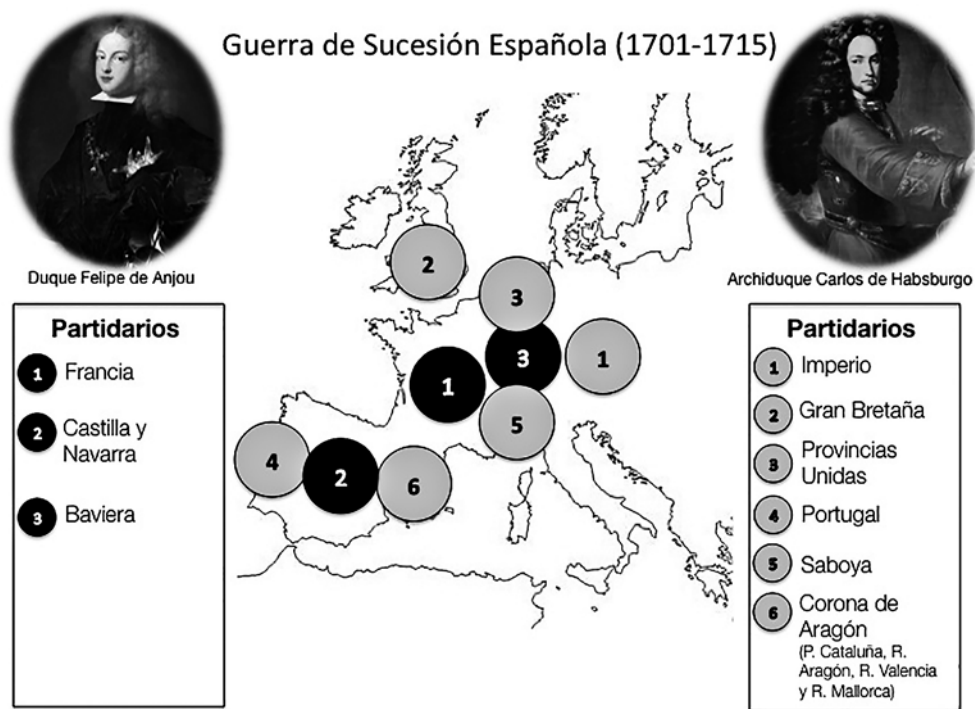 Guerra de Sucesión Española (1701-1715)
Duque Felipe de Anjou
Archiduque Carlos de Habsburgo
Partidarios
1 Francia
2 Castilla y
Navarra
3 Baviera
2
3
3
1
1
5
4
2
6
Partidarios
1 Imperio
2 Gran Bretaña
3 Provincias
Unidas
4 Portugal
5 Saboya
6 Corona de
Aragón
(P. Cataluña, R.
Aragón, R. Valencia
y R. Mallorca)